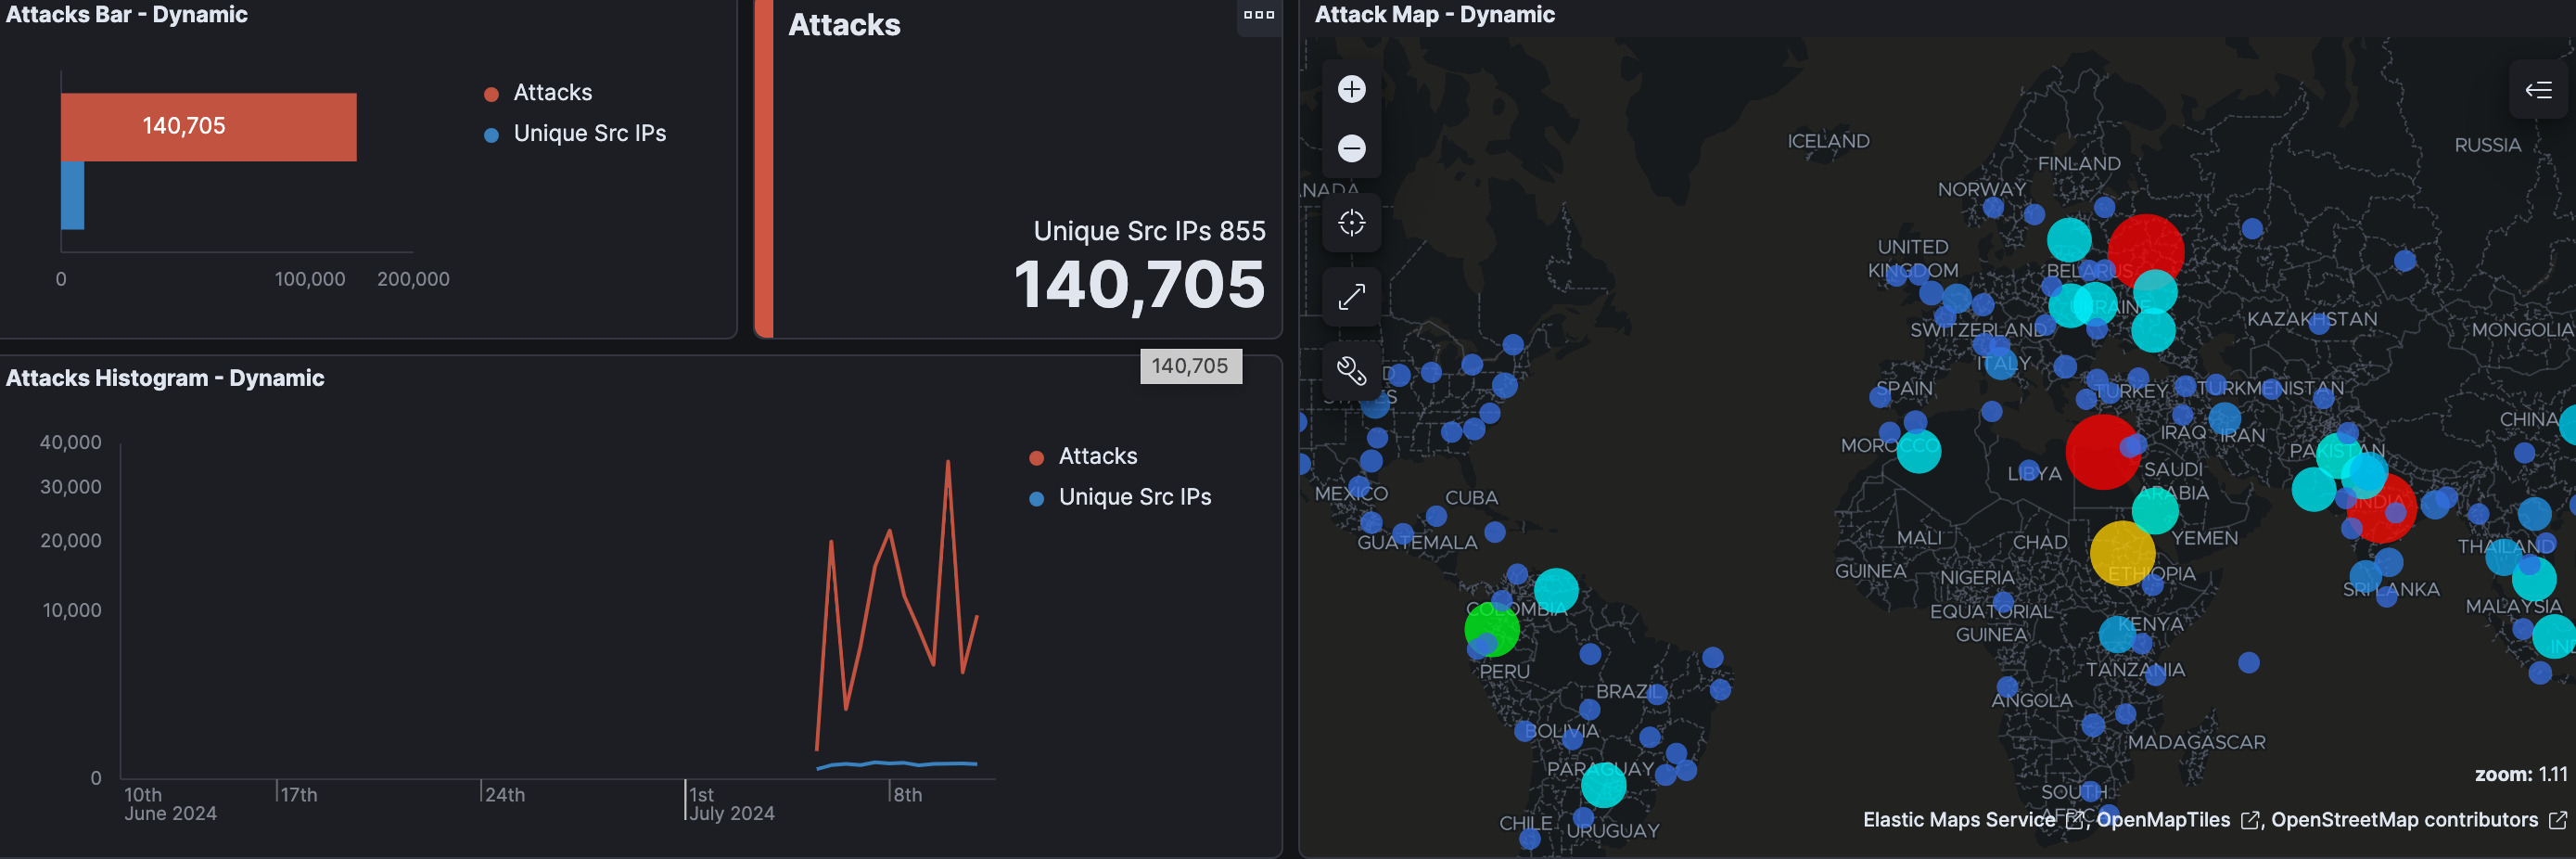 Attacks Bar - Dynamic
140,705
Attacks
Unique Src IPs
0
100,000
200,000
Attacks
Unique Src IPs 855
140,705
140,705
Attacks Histogram - Dynamic
40,000
30,000
20,000
10,000
0
10th
June 2024
17th
24th
1st
July 2024
8th
Attacks
Unique Src IPs
Attack Map - Dynamic
ICELAND
RUSSIA
FINLAND
NORWAY
UNITED
KINGDOM
BELARUS
SWITZERLAND
KAZAKHSTAN
MONGOLIA
ITALY
SPAIN
TURKEY
TURKMENISTAN
CHINA
IRAQ
IRAN
MOROCCO
PAKISTAN
LIBYA
SAUDI
ARABIA
MEXICO
CUBA
INDIA
GUATEMALA
MALI
CHAD
YEMEN
THAILAND
GUINEA
NIGERIA
ETHIOPIA
SRI LANKA
COLOMBIA
EQUATORIAL
GUINEA
MALAYSIA
KENYA
PERU
TANZANIA
BRAZIL
ANGOLA
BOLIVIA
MADAGASCAR
PARAGUAY
zoom: 1.11
SOUTH
CHILE
URUGUAY
Elastic Maps Service , OpenMapTiles , OpenStreetMap contributors